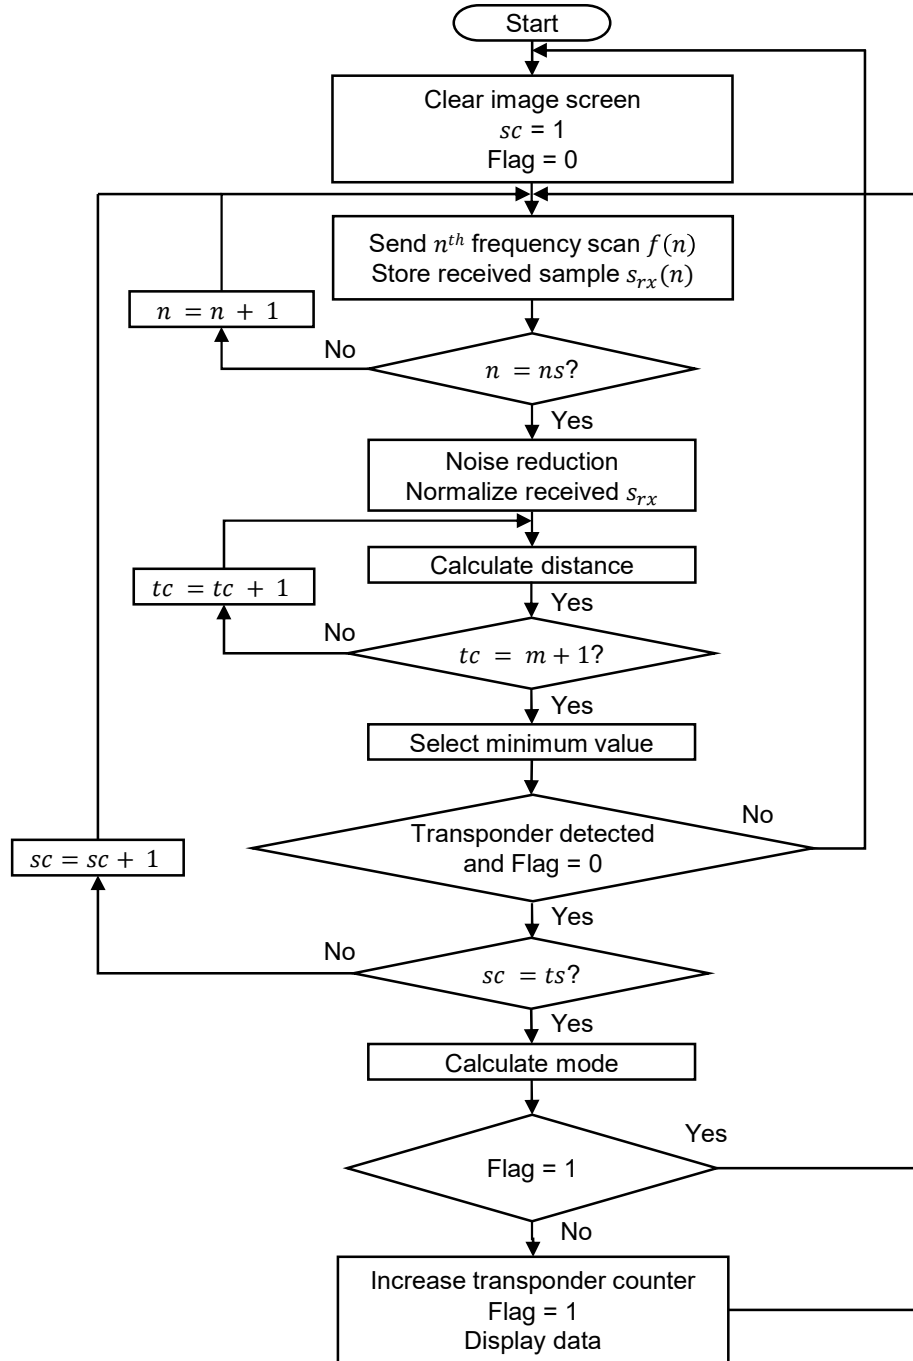 Start
Clear image screen
sc = 1
Flag = 0
Send nᵗʰ frequency scan f(n)
Store received sample sᵣₓ(n)
n = n + 1
No
n = ns?
Yes
Noise reduction
Normalize received sᵣₓ
Calculate distance
tc = tc + 1
Yes
No
tc = m + 1?
Yes
Select minimum value
No
Transponder detected
and Flag = 0
sc = sc + 1
Yes
No
sc = ts?
Yes
Calculate mode
Yes
Flag = 1
No
Increase transponder counter
Flag = 1
Display data